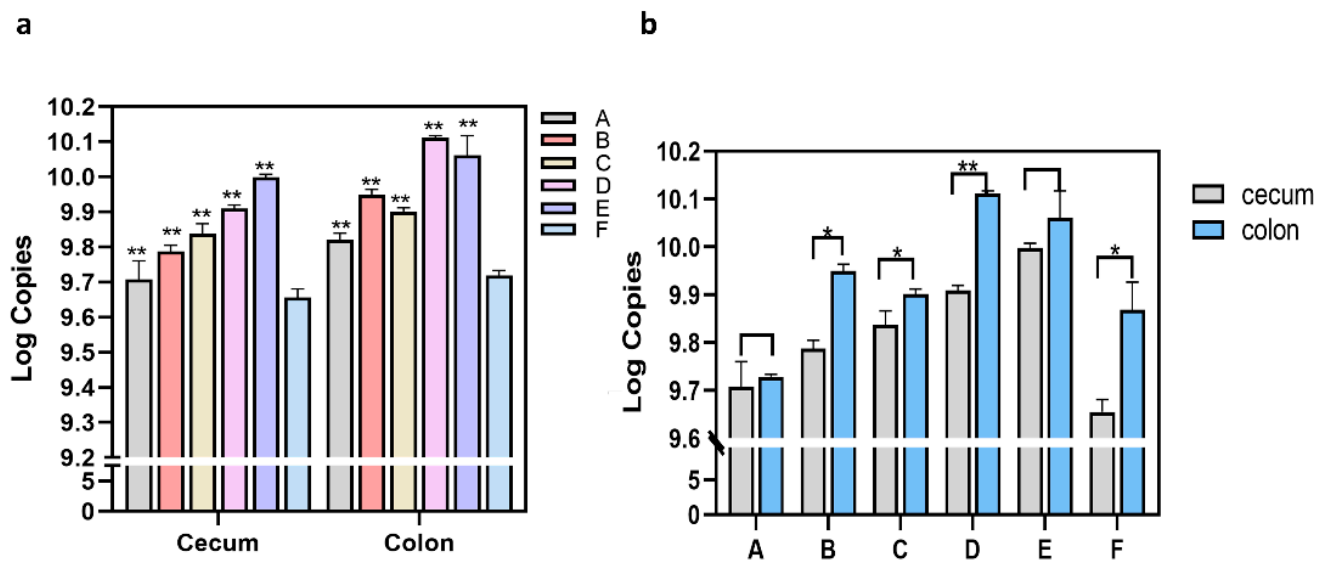 a
10.2
10.1
10.0
9.9
9.8
9.7
9.6
9.5
9.4
9.3
9.2
5
0
Log Copies
** ** ** ** **
** ** ** ** **
Cecum Colon
A
B
C
D
E
F
b
10.2
10.1
10.0
9.9
9.8
9.7
9.6
5
0
Log Copies
* * ** *
A B C D E F
cecum
colon